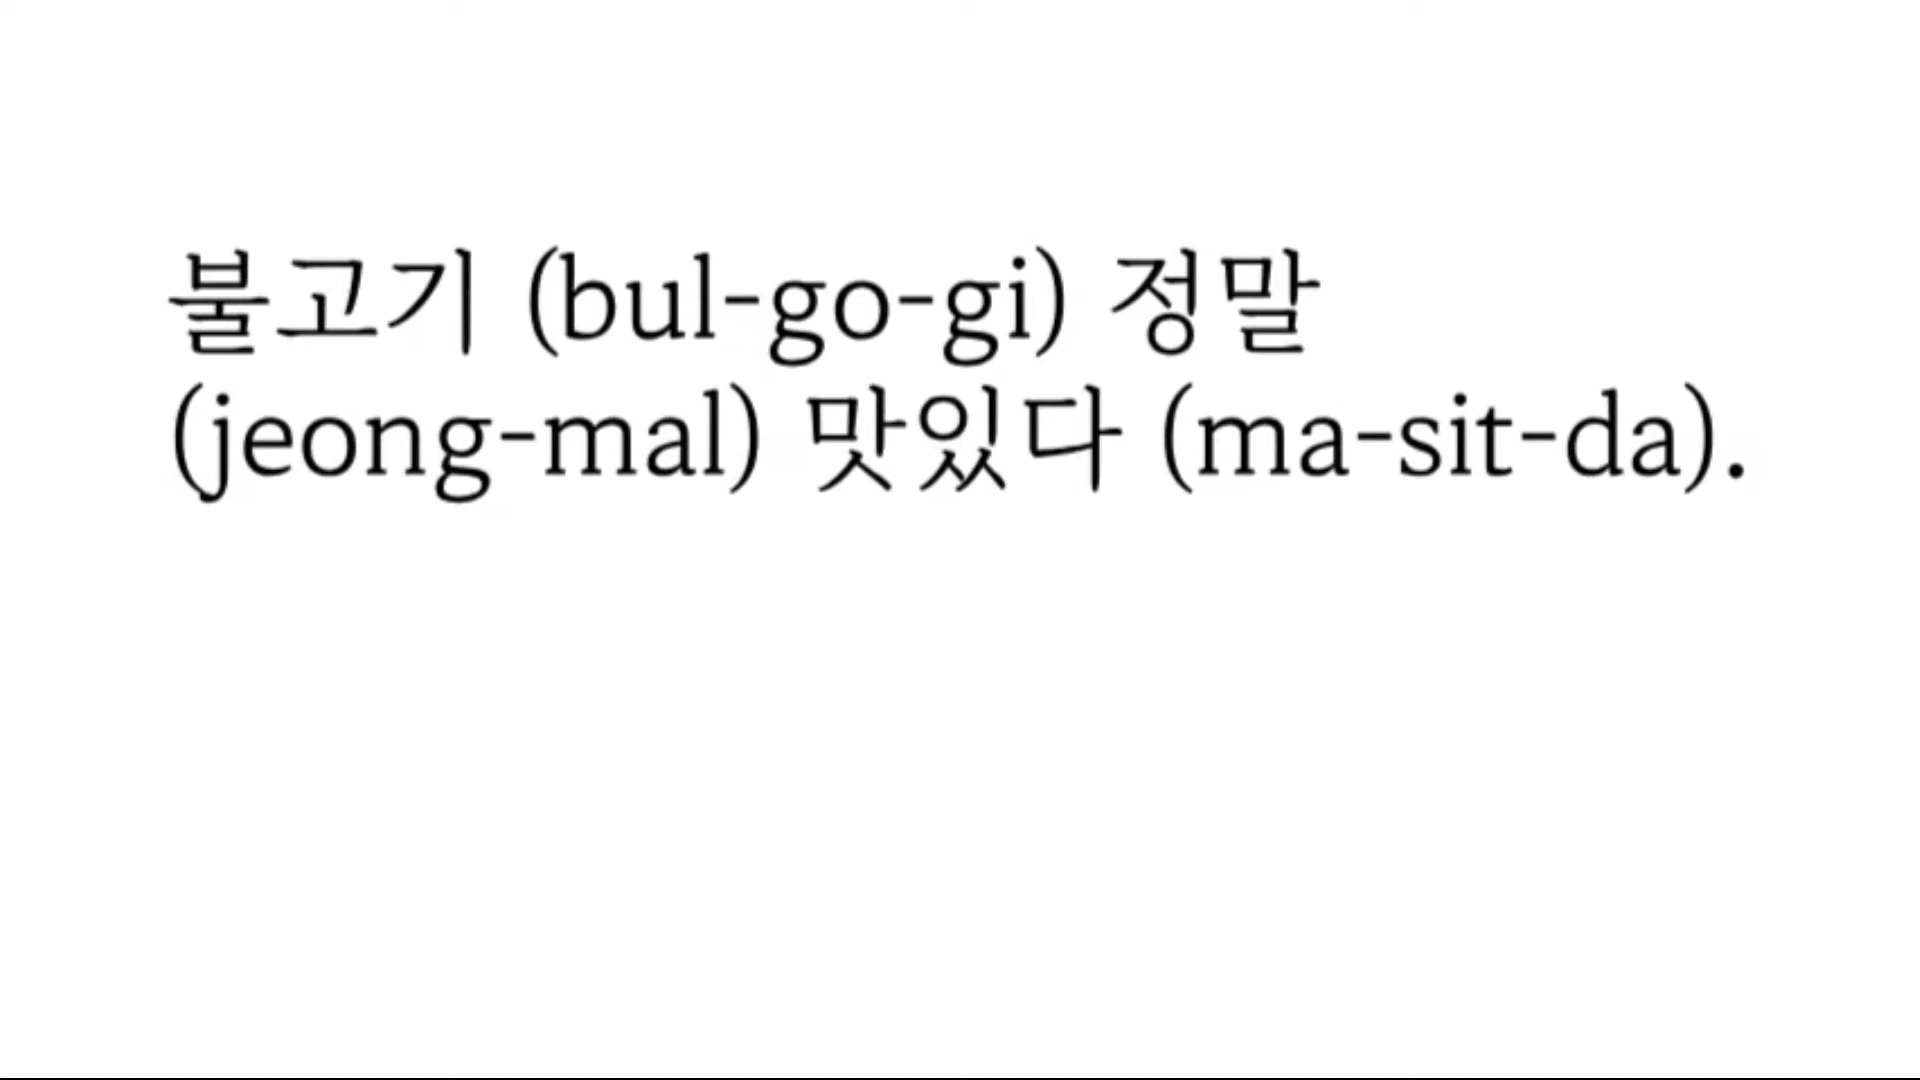 불고기 (bul-go-gi) 정말
(jeong-mal) 맛있다 (ma-sit-da).